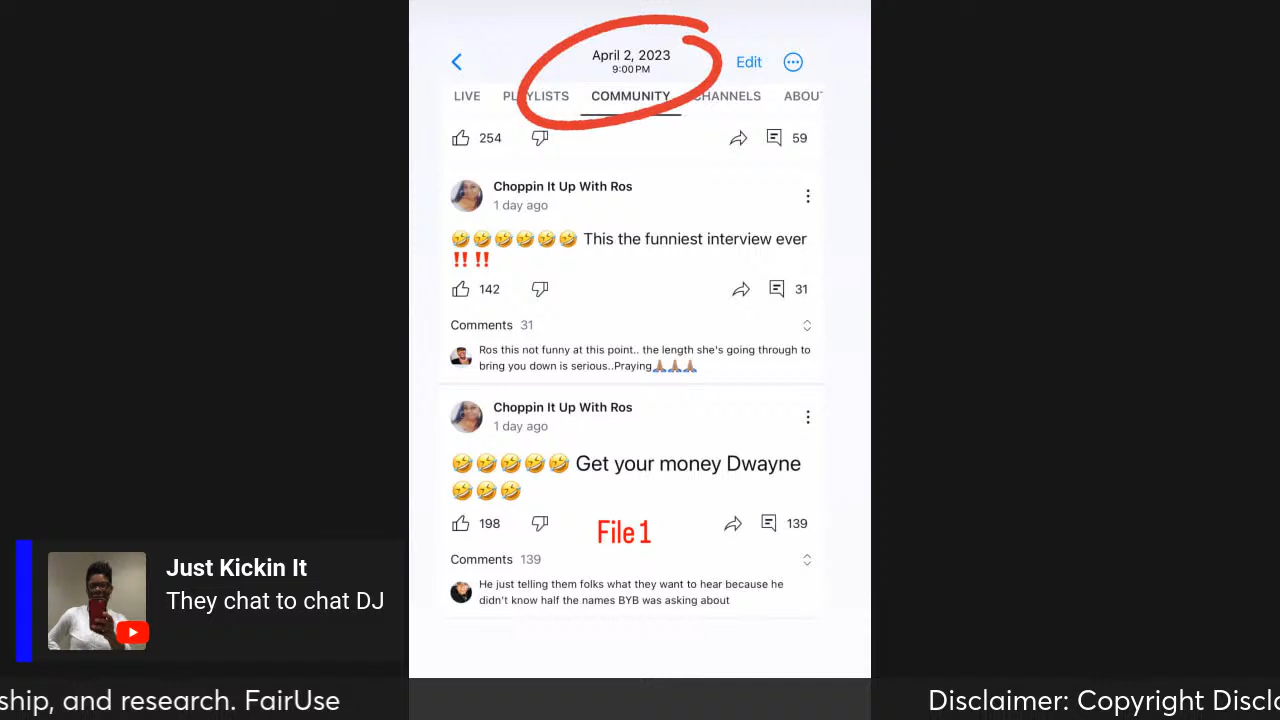 April 2, 2023
9:00 PM
Edit
LIVE PLAYLISTS COMMUNITY CHANNELS ABOUT
254 59
Choppin It Up With Ros
1 day ago
🤣🤣🤣🤣🤣🤣 This the funniest interview ever
‼️‼️
142 31
Comments 31
Ros this not funny at this point.. the length she's going through to
bring you down is serious..Praying🙏🏽🙏🏽🙏🏽
Choppin It Up With Ros
1 day ago
🤣🤣🤣🤣🤣 Get your money Dwayne
🤣🤣🤣
198 139
File 1
Comments 139
He just telling them folks what they want to hear because he
didn't know half the names BYB was asking about
Just Kickin It
They chat to chat DJ
ship, and research. FairUse
Disclaimer: Copyright Discla